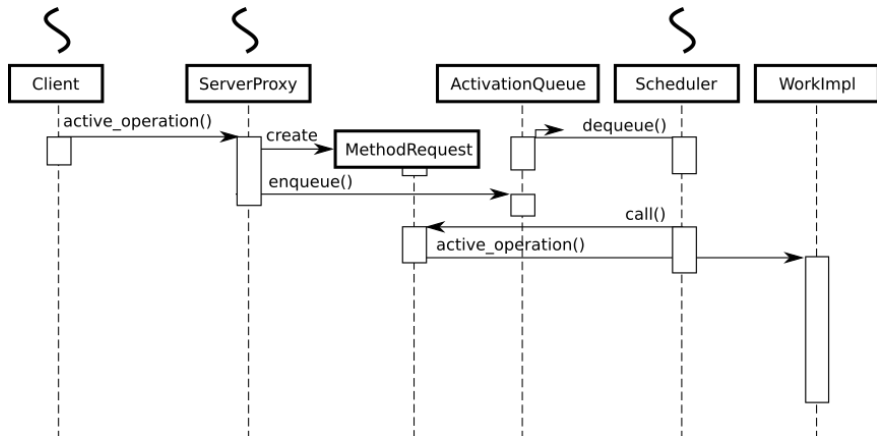 Client
ServerProxy
ActivationQueue
Scheduler
WorkImpl
active_operation()
create
dequeue()
MethodRequest
enqueue()
call()
active_operation()